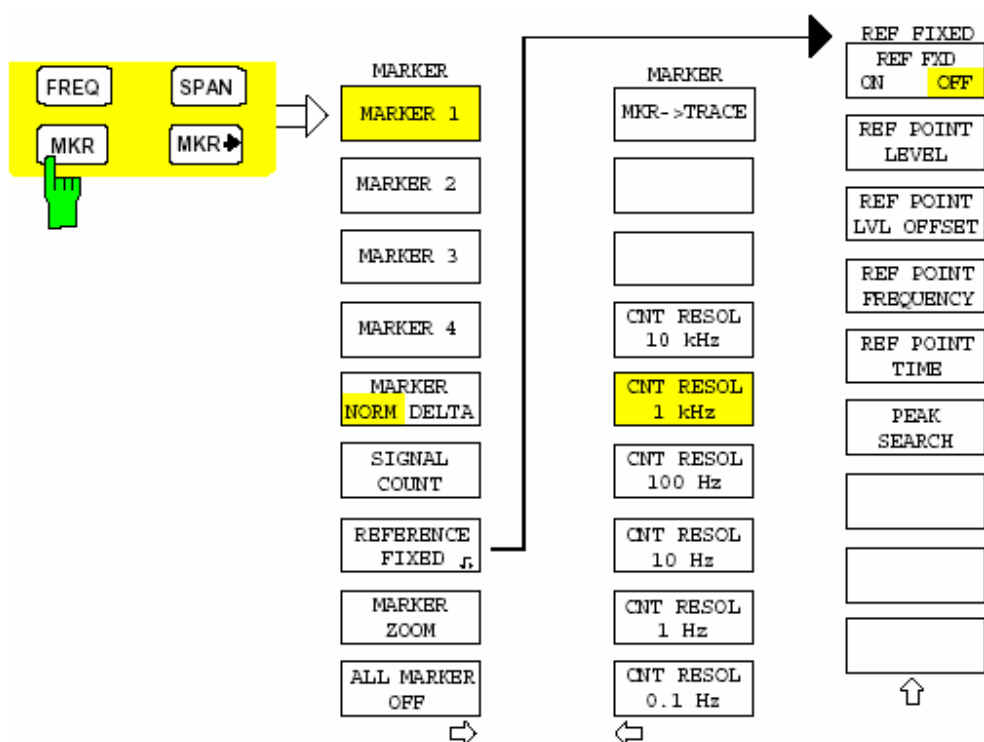 FREQ
SPAN
MKR
MKR
MARKER
MARKER 1
MARKER 2
MARKER 3
MARKER 4
MARKER
NORM DELTA
SIGNAL
COUNT
REFERENCE
FIXED
MARKER
ZOOM
ALL MARKER
OFF
MARKER
MKR->TRACE
CNT RESOL
10 kHz
CNT RESOL
1 kHz
CNT RESOL
100 Hz
CNT RESOL
10 Hz
CNT RESOL
1 Hz
CNT RESOL
0.1 Hz
REF FIXED
REF FXD
ON OFF
REF POINT
LEVEL
REF POINT
LVL OFFSET
REF POINT
FREQUENCY
REF POINT
TIME
PEAK
SEARCH